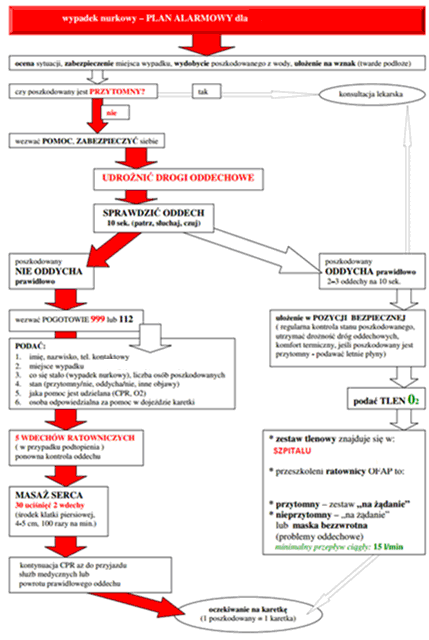 wypadek nurkowy – PLAN ALARMOWY dla
ocena sytuacji, zabezpieczenie miejsca wypadku, wydobycie poszkodowanego z wody, ułożenie na wznak (twarde podłoże)
czy poszkodowany jest PRZYTOMNY?
tak
konsultacja lekarska
nie
wezwać POMOC, ZABEZPIECZYĆ siebie
UDROŻNIĆ DROGI ODDECHOWE
SPRAWDZIĆ ODDECH
10 sek. (patrz, słuchaj, czuj)
poszkodowany
NIE ODDYCHA
prawidłowo
poszkodowany
ODDYCHA prawidłowo
2-3 oddechy na 10 sek.
wezwać POGOTOWIE 999 lub 112
PODAĆ:
1. imię, nazwisko, tel. kontaktowy
2. miejsce wypadku
3. co się stało (wypadek nurkowy), liczba osób poszkodowanych
4. stan (przytomny/nie, oddycha/nie, inne objawy)
5. jaka pomoc jest udzielana (CPR, O2)
6. osoba odpowiedzialna za pomoc w dojeździe karetki
ułożenie w POZYCJI BEZPIECZNEJ
( regularna kontrola stanu poszkodowanego,
utrzymać drożność dróg oddechowych,
komfort termiczny, jeśli poszkodowany jest
przytomny - podawać letnie płyny)
podać TLEN O2
5 WDECHÓW RATOWNICZYCH
( w przypadku podtopienia )
ponowna kontrola oddechu
MASAŻ SERCA
30 uciśnięć 2 wdechy
(środek klatki piersiowej,
4-5 cm, 100 razy na min.)
kontynuacja CPR aż do przyjazdu
służb medycznych lub
powrotu prawidłowego oddechu
* zestaw tlenowy znajduje się w:
SZPITALU
* przeszkoleni ratownicy OFAP to:
* przytomny – zestaw „na żądanie”
* nieprzytomny – „na żądanie”
lub maska bezzwrotna
(problemy oddechowe)
minimalny przepływ ciągły: 15 l/min
oczekiwanie na karetkę
(1 poszkodowany = 1 karetka)